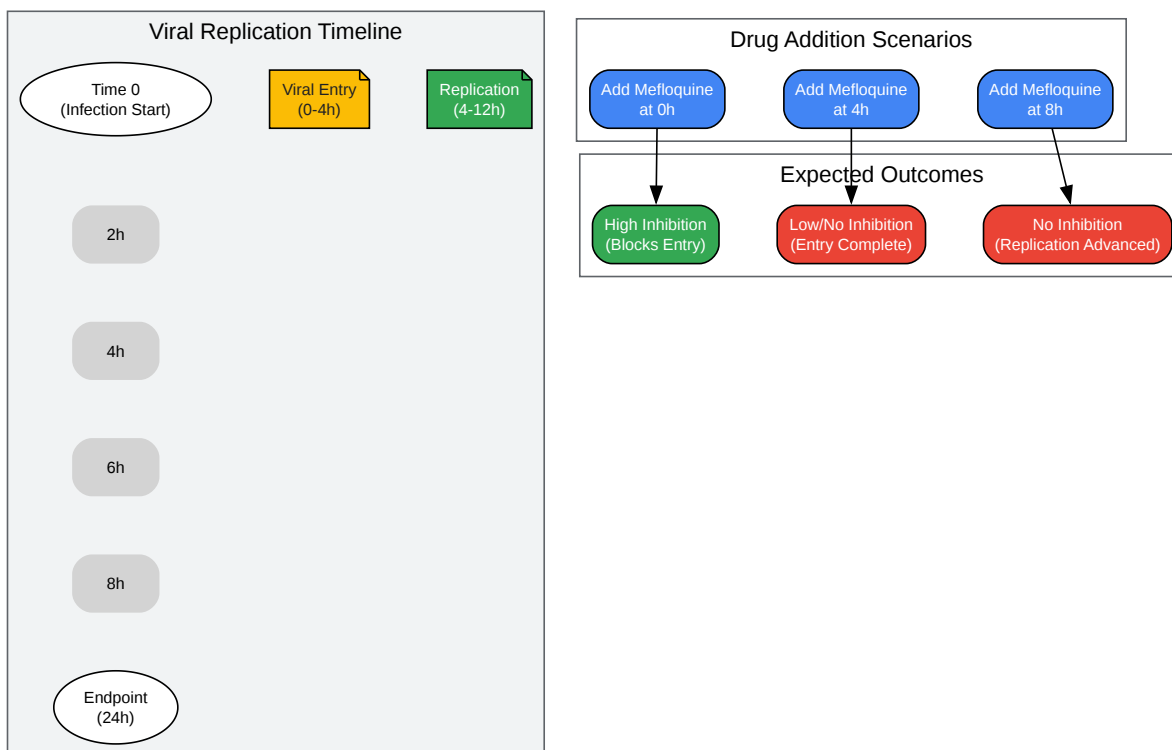 Viral Replication Timeline
Time 0
(Infection Start)
Viral Entry
(0-4h)
Replication
(4-12h)
2h
4h
6h
8h
Endpoint
(24h)
Drug Addition Scenarios
Add Mefloquine
at 0h
Add Mefloquine
at 4h
Add Mefloquine
at 8h
Expected Outcomes
High Inhibition
(Blocks Entry)
Low/No Inhibition
(Entry Complete)
No Inhibition
(Replication Advanced)